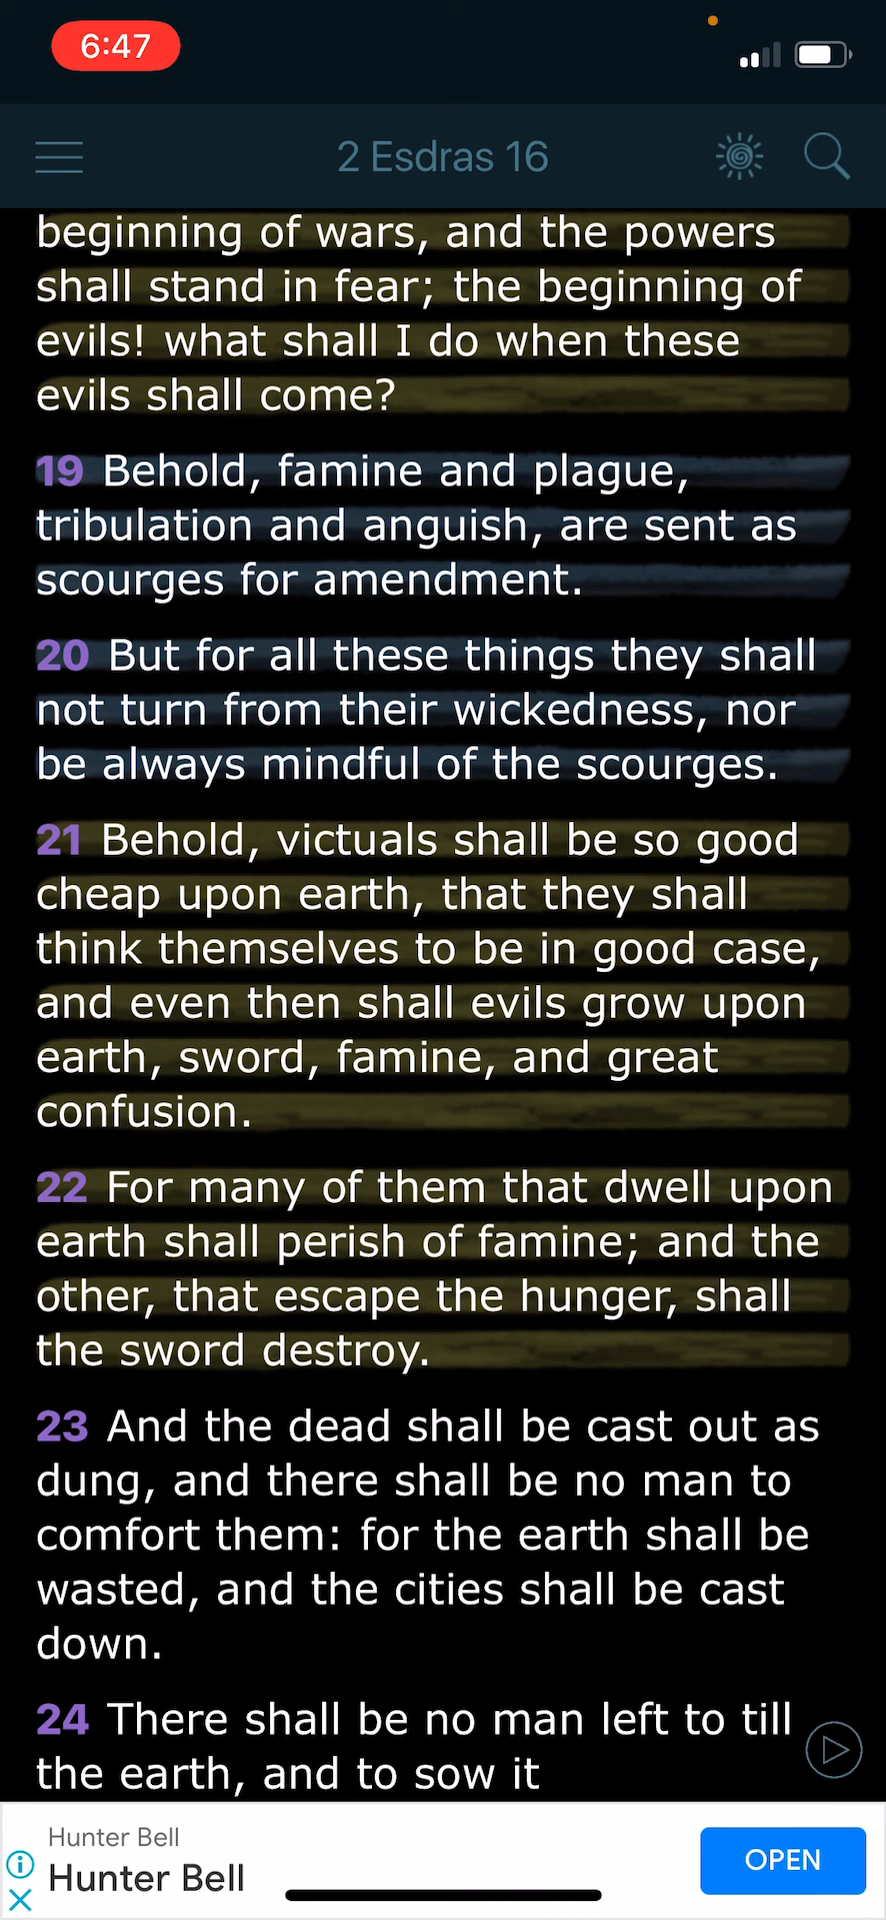 6:47
2 Esdras 16
beginning of wars, and the powers
shall stand in fear; the beginning of
evils! what shall I do when these
evils shall come?
19 Behold, famine and plague,
tribulation and anguish, are sent as
scourges for amendment.
20 But for all these things they shall
not turn from their wickedness, nor
be always mindful of the scourges.
21 Behold, victuals shall be so good
cheap upon earth, that they shall
think themselves to be in good case,
and even then shall evils grow upon
earth, sword, famine, and great
confusion.
22 For many of them that dwell upon
earth shall perish of famine; and the
other, that escape the hunger, shall
the sword destroy.
23 And the dead shall be cast out as
dung, and there shall be no man to
comfort them: for the earth shall be
wasted, and the cities shall be cast
down.
24 There shall be no man left to till
the earth, and to sow it
Hunter Bell
Hunter Bell
OPEN